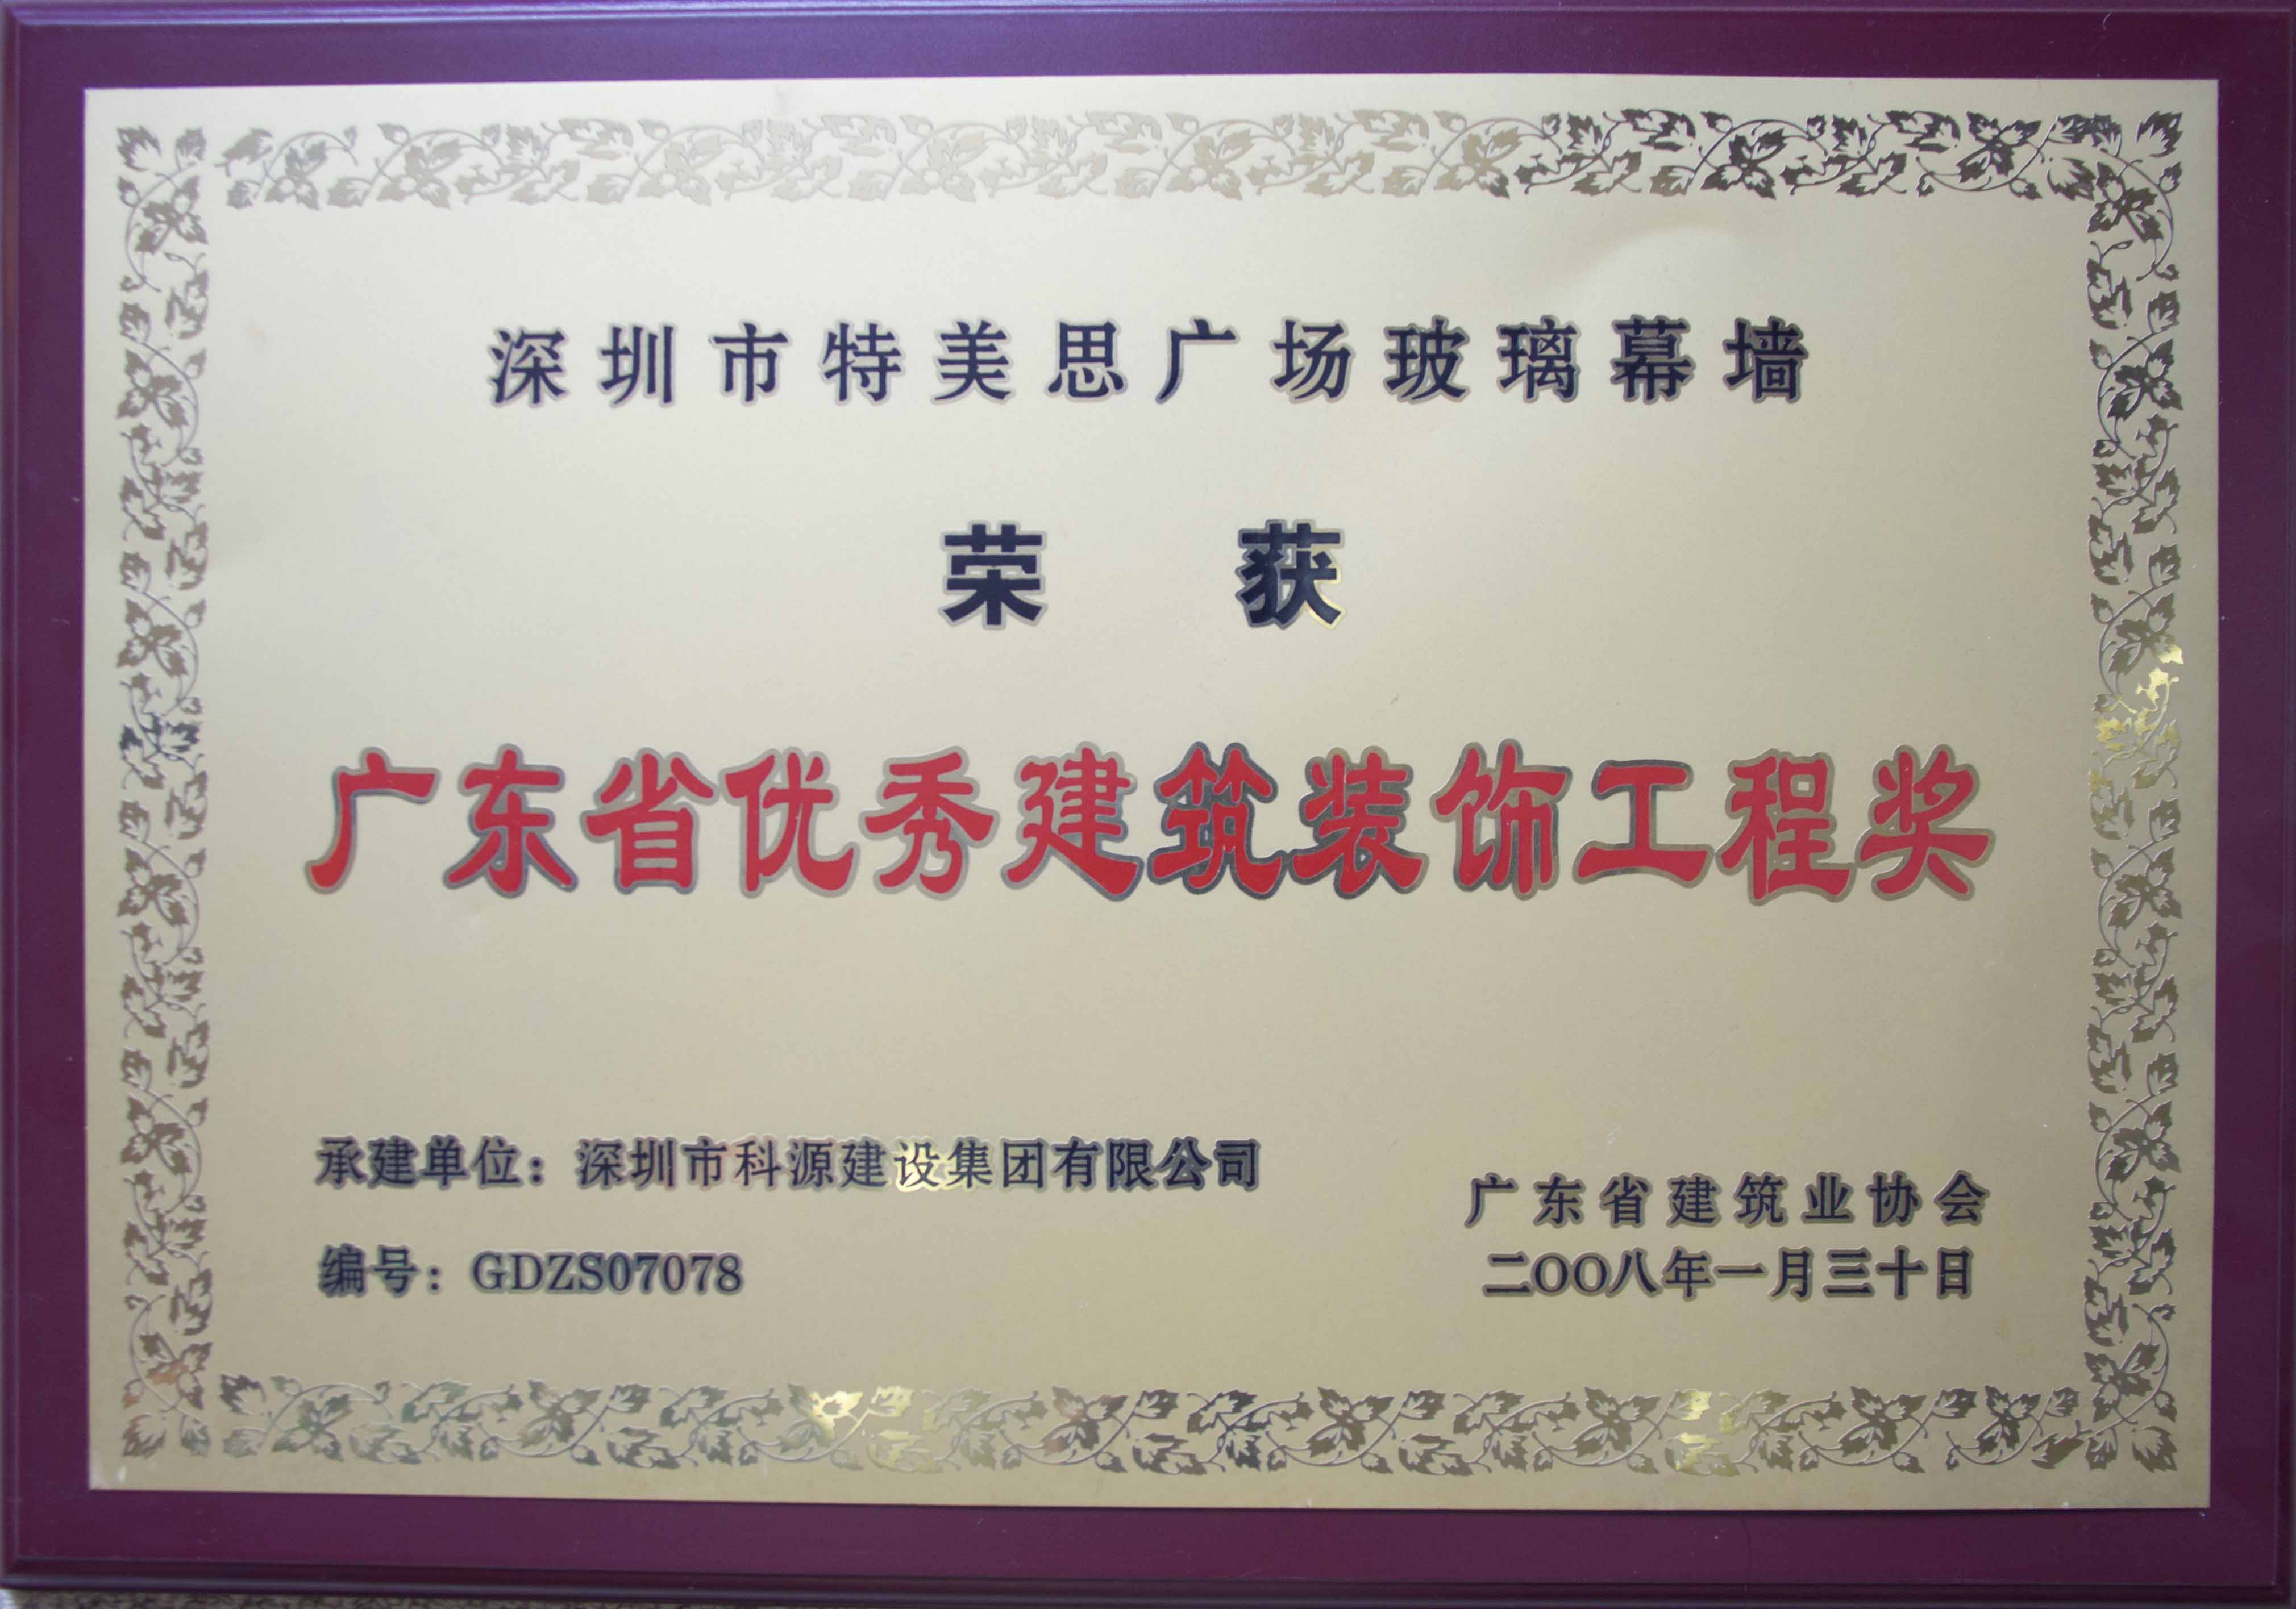 深圳市特美思广场玻璃幕墙
荣获
广东省优秀建筑装饰工程奖
承建单位：深圳市科源建设集团有限公司
编号：GDZS07078
广东省建筑业协会
二〇〇八年一月三十日